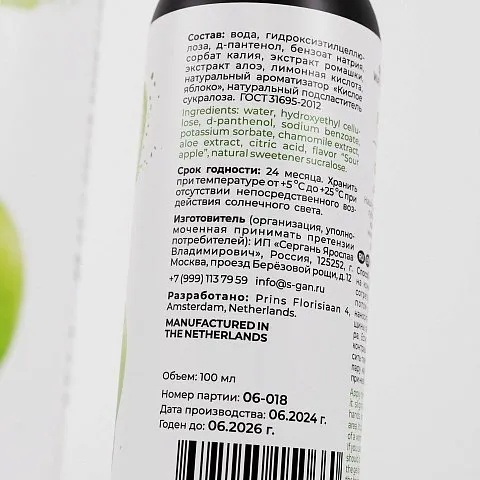 Состав: вода, гидроксиэтилцеллю-
лоза, д-пантенол, бензоат натрия,
сорбат калия, экстракт ромашки,
экстракт алоэ, лимонная кислота,
натуральный ароматизатор «Кислое
яблоко», натуральный подсластитель
сукралоза. ГОСТ 31695-2012
Ingredients: water, hydroxyethyl cellu-
lose, d-panthenol, sodium benzoate,
potassium sorbate, chamomile extract,
aloe extract, citric acid, flavor "Sour
apple", natural sweetener sucralose.
Срок годности: 24 месяца. Хранить
при температуре от +5 °С до +25 °С при
отсутствии непосредственного воз-
действия солнечного света.
Изготовитель (организация, уполно-
моченная принимать претензии
потребителей): ИП «Сергань Ярослав
Владимирович», Россия, 125252, г.
Москва, проезд Берёзовой рощи, д.12
+7 (999) 113 79 59 info@s-gan.ru
Разработано: Prins Florisiaan 4,
Amsterdam, Netherlands.
MANUFACTURED IN
THE NETHERLANDS
Объем: 100 мл
Номер партии: 06-018
Дата производства: 06.2024 г.
Годен до: 06.2026 г.